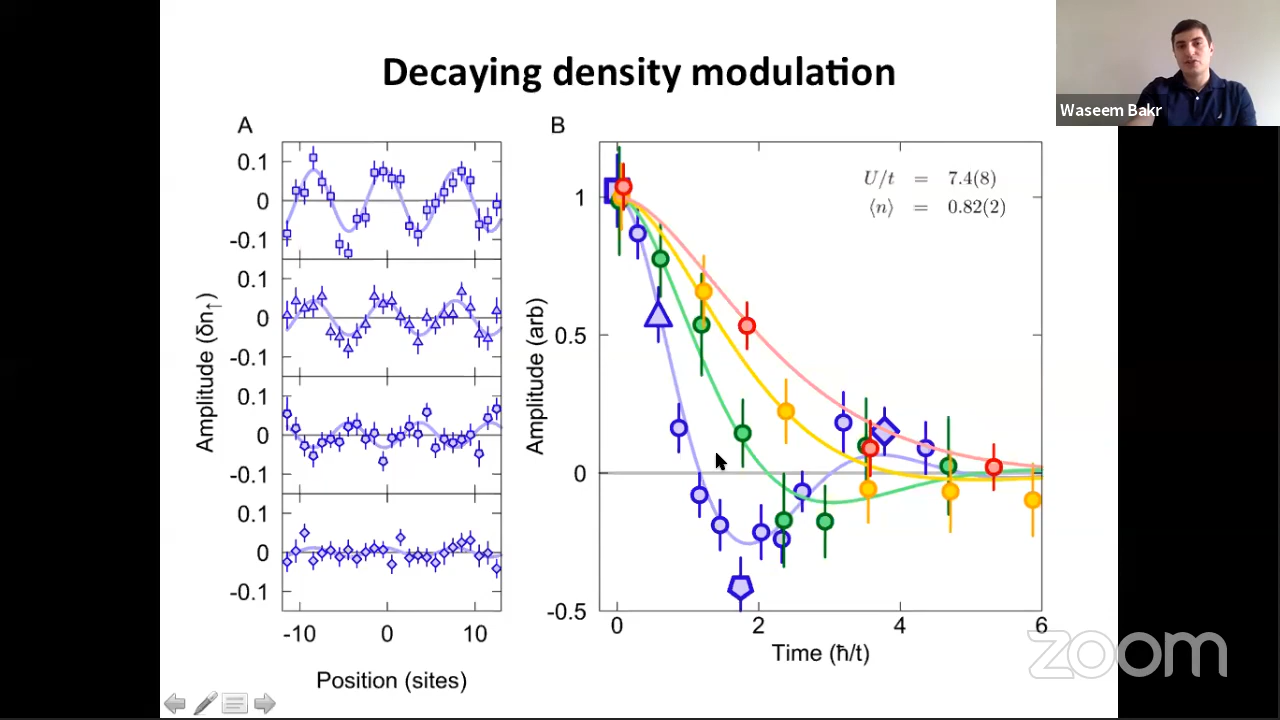 Decaying density modulation
Waseem Bakr
A
0.1
0
-0.1
0.1
0
-0.1
0.1
0
-0.1
0.1
0
-0.1
-10 0 10
Amplitude (δn↑)
Position (sites)
B
1
0.5
0
-0.5
0 2 4 6
Amplitude (arb)
Time (ħ/t)
U/t = 7.4(8)
⟨n⟩ = 0.82(2)
zoom